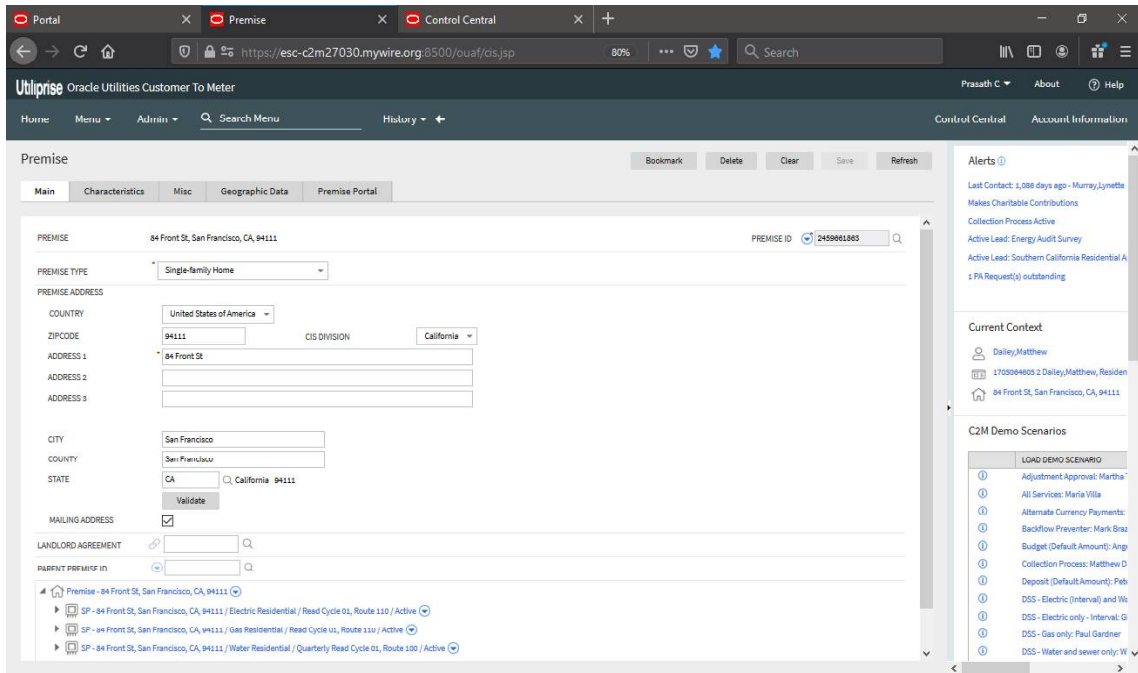 Portal
Premise
Control Central
https://esc-c2m27030.mywire.org:8500/ouaf/cis.jsp
80%
Search
Utiliprise Oracle Utilities Customer To Meter
Prasath C
About
Help
Home
Menu
Admin
Search Menu
History
Control Central
Account Information
Premise
Bookmark
Delete
Clear
Save
Refresh
Main
Characteristics
Misc
Geographic Data
Premise Portal
PREMISE
84 Front St, San Francisco, CA, 94111
PREMISE ID
2459661863
PREMISE TYPE
Single-family Home
PREMISE ADDRESS
COUNTRY
United States of America
ZIPCODE
94111
CIS DIVISION
California
ADDRESS 1
84 Front St
ADDRESS 2
ADDRESS 3
CITY
San Francisco
COUNTY
San Francisco
STATE
CA
California 94111
Validate
MAILING ADDRESS
LANDLORD AGREEMENT
PARENT PREMISE ID
Premise - 84 Front St, San Francisco, CA, 94111
SP - 84 Front St, San Francisco, CA, 94111 / Electric Residential / Read Cycle 01, Route 110 / Active
SP - 84 Front St, San Francisco, CA, 94111 / Gas Residential / Read Cycle 01, Route 110 / Active
SP - 84 Front St, San Francisco, CA, 94111 / Water Residential / Quarterly Read Cycle 01, Route 100 / Active
Alerts
Last Contact: 1,088 days ago - Murray,Lynette
Makes Charitable Contributions
Collection Process Active
Active Lead: Energy Audit Survey
Active Lead: Southern California Residential A
1 PA Request(s) outstanding
Current Context
Dailey,Matthew
1705064605 2 Dailey,Matthew, Residen
84 Front St, San Francisco, CA, 94111
C2M Demo Scenarios
LOAD DEMO SCENARIO
Adjustment Approval: Martha
All Services: Maria Villa
Alternate Currency Payments:
Backflow Preventer: Mark Braz
Budget (Default Amount): Ang
Collection Process: Matthew D
Deposit (Default Amount): Pet
DSS - Electric (Interval) and Wa
DSS - Electric only - Interval: G
DSS - Gas only: Paul Gardner
DSS - Water and sewer only: W